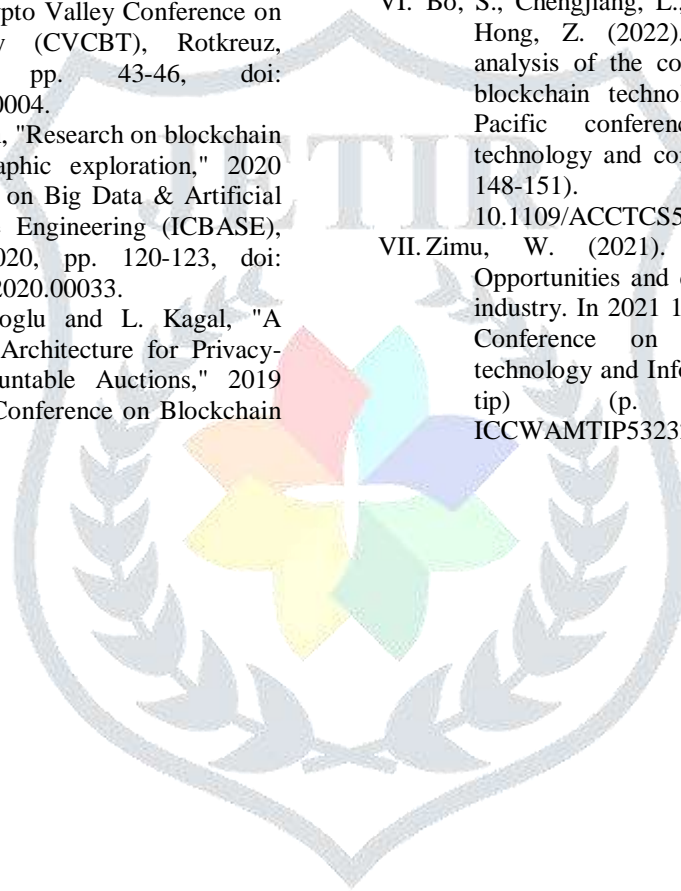 pto Valley Conference on
y (CVCBT), Rotkreuz,
pp. 43-46, doi:
0004.
, "Research on blockchain
aphic exploration," 2020
on Big Data & Artificial
Engineering (ICBASE),
020, pp. 120-123, doi:
2020.00033.
oglu and L. Kagal, "A
Architecture for Privacy-
ountable Auctions," 2019
Conference on Blockchain
VI. Bo, S., Chengjiang, L.,
Hong, Z. (2022).
analysis of the co
blockchain techno
Pacific conferenc
technology and co
148-151).
10.1109/ACCTCS5
VII. Zimu, W. (2021).
Opportunities and
industry. In 2021 1
Conference on
technology and Info
tip) (p.
ICCWAMTIP5323
JETIR